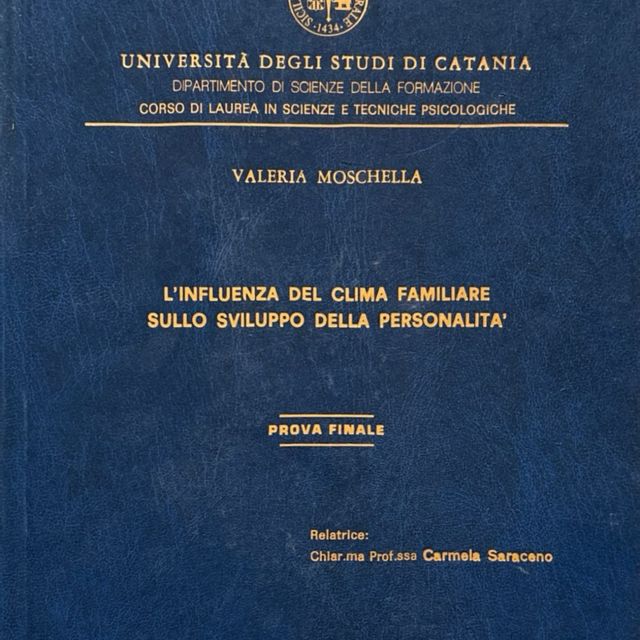 1434
UNIVERSITÀ DEGLI STUDI DI CATANIA
DIPARTIMENTO DI SCIENZE DELLA FORMAZIONE
CORSO DI LAUREA IN SCIENZE E TECNICHE PSICOLOGICHE
VALERIA MOSCHELLA
L'INFLUENZA DEL CLIMA FAMILIARE
SULLO SVILUPPO DELLA PERSONALITA'
PROVA FINALE
Relatrice:
Chiar.ma Prof.ssa Carmela Saraceno